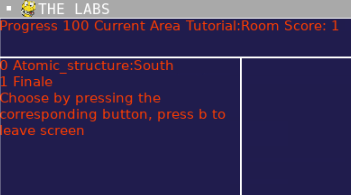 THE LABS
Progress 100 Current Area Tutorial:Room Score: 1
0 Atomic_structure:South
1 Finale
Choose by pressing the
corresponding button, press b to
leave screen